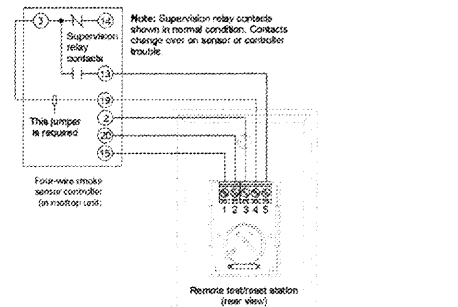 3
14
Note: Supervision relay contacts
shown in normal condition. Contacts
change over on sensor or controller
trouble.
Supervision
relay
contacts
13
19
This jumper
is required
2
20
15
Four-wire smoke
sensor controller
(in rooftop unit)
1 2 3 4 5
Remote test/reset station
(rear view)